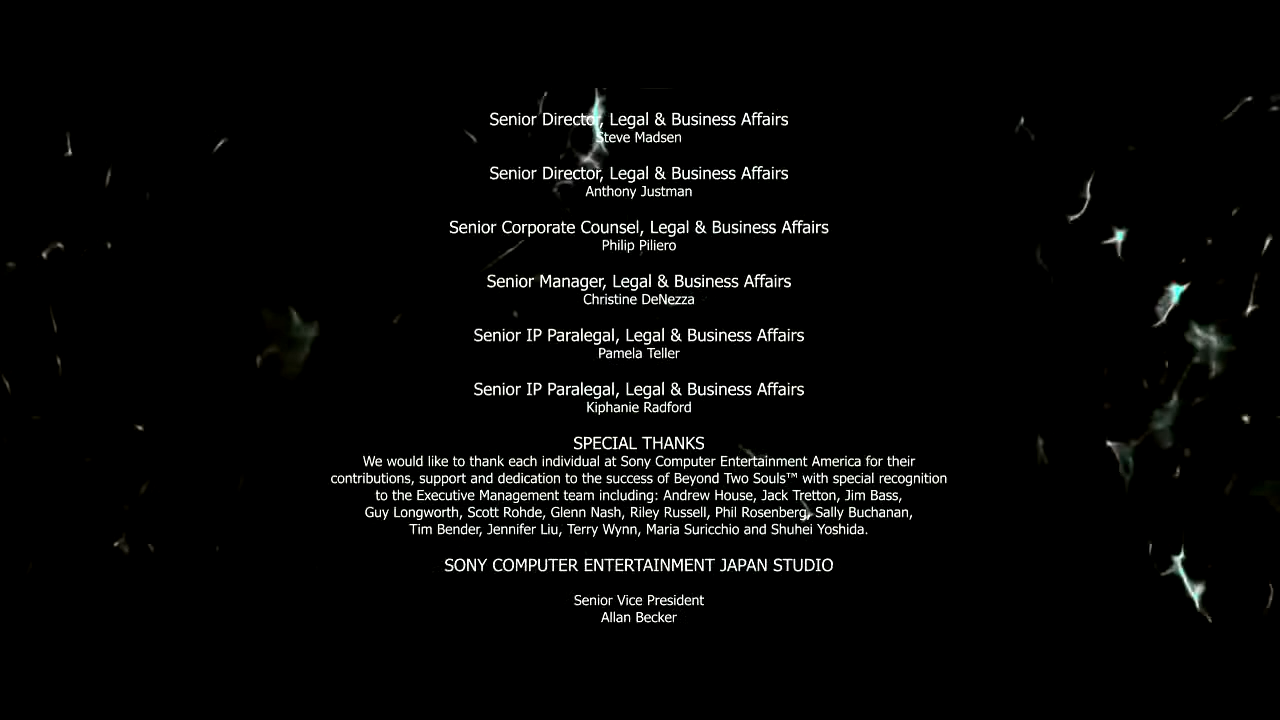 Senior Director, Legal & Business Affairs
Steve Madsen
Senior Director, Legal & Business Affairs
Anthony Justman
Senior Corporate Counsel, Legal & Business Affairs
Philip Piliero
Senior Manager, Legal & Business Affairs
Christine DeNezza
Senior IP Paralegal, Legal & Business Affairs
Pamela Teller
Senior IP Paralegal, Legal & Business Affairs
Kiphanie Radford
SPECIAL THANKS
We would like to thank each individual at Sony Computer Entertainment America for their
contributions, support and dedication to the success of Beyond Two Souls™ with special recognition
to the Executive Management team including: Andrew House, Jack Tretton, Jim Bass,
Guy Longworth, Scott Rohde, Glenn Nash, Riley Russell, Phil Rosenberg, Sally Buchanan,
Tim Bender, Jennifer Liu, Terry Wynn, Maria Suricchio and Shuhei Yoshida.
SONY COMPUTER ENTERTAINMENT JAPAN STUDIO
Senior Vice President
Allan Becker